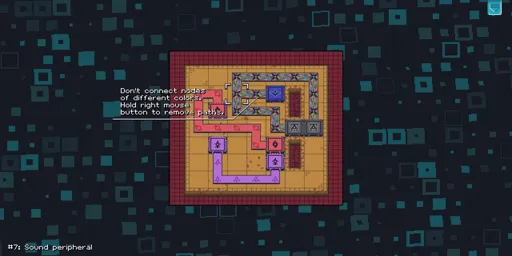 Don't connect nodes
of different colors.
Hold right mouse
button to remove paths.
#7: Sound peripheral